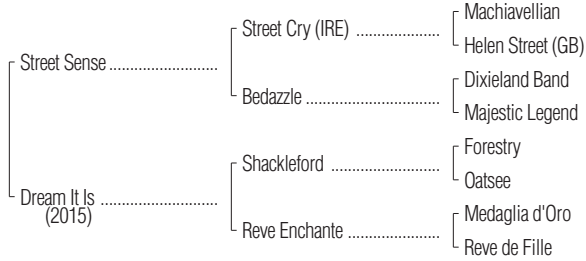 Machiavellian
Street Cry (IRE) ....................
Helen Street (GB)
Street Sense ..........................
Dixieland Band
Bedazzle ................................
Majestic Legend
Forestry
Shackleford ..........................
Oatsee
Dream It Is ............................
(2015)
Medaglia d'Oro
Reve Enchante ......................
Reve de Fille